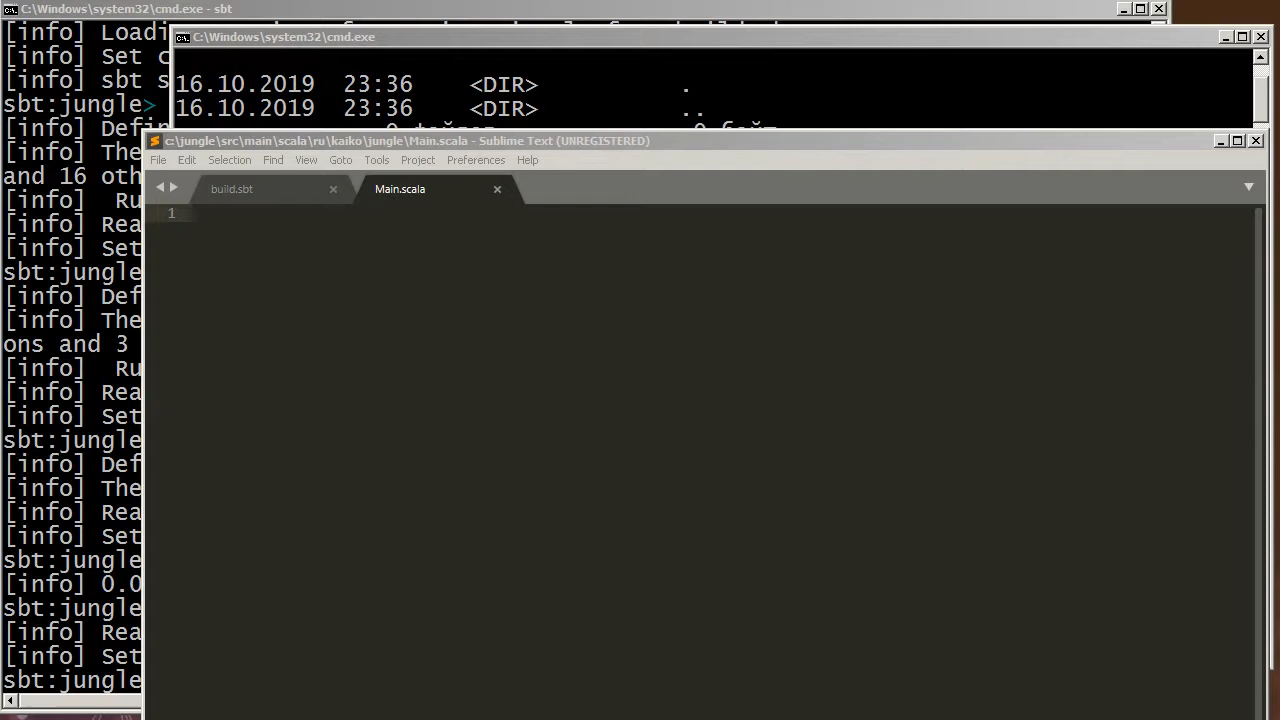 C:\Windows\system32\cmd.exe - sbt
[info] Loadi
[info] Set c
[info] sbt s
sbt:jungle>
[info] Defin
[info] The
and 16 oth
[info] Ru
[info] Rea
[info] Set
sbt:jungle
[info] Def
[info] The
ons and 3
[info] Ru
[info] Rea
[info] Set
sbt:jungle
[info] Def
[info] The
[info] Rea
[info] Set
sbt:jungle
[info] 0.0
sbt:jungle
[info] Rea
[info] Set
sbt:jungle
C:\Windows\system32\cmd.exe
16.10.2019 23:36 <DIR> .
16.10.2019 23:36 <DIR> ..
0 файлов 0 байт
c:\jungle\src\main\scala\ru\kaiko\jungle\Main.scala - Sublime Text (UNREGISTERED)
File Edit Selection Find View Goto Tools Project Preferences Help
build.sbt × Main.scala ×
1